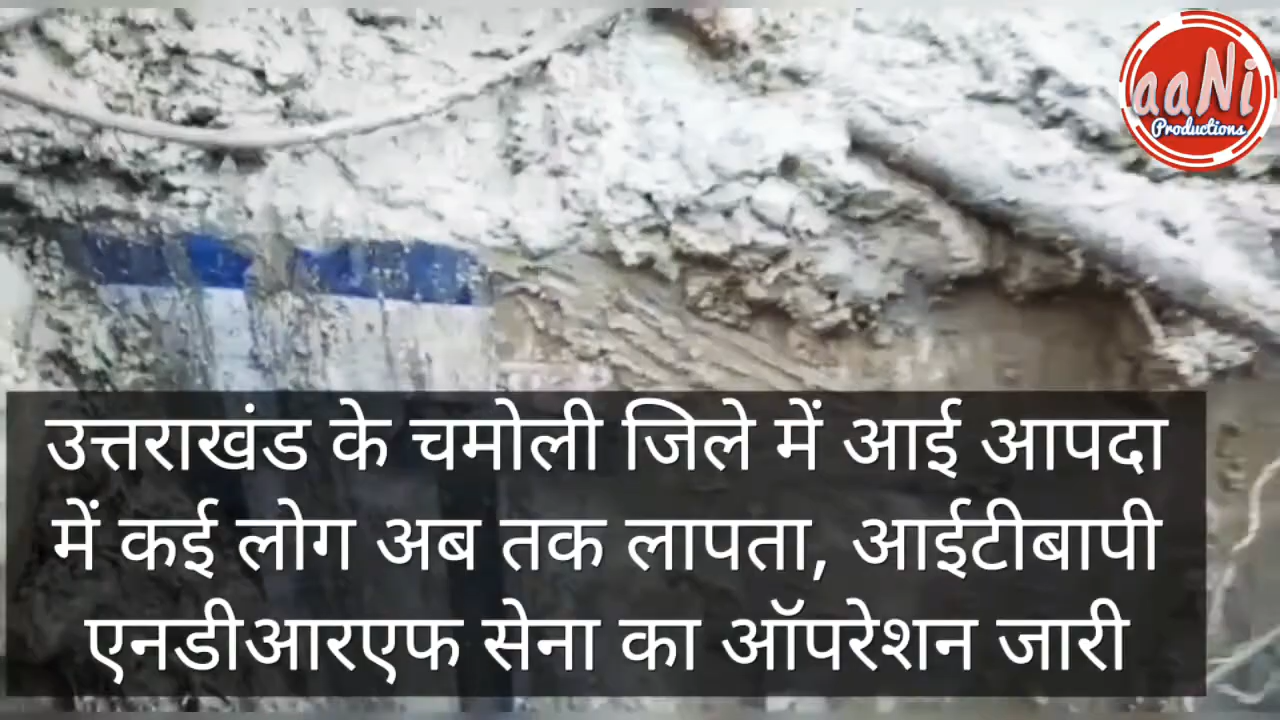 aaNi
Productions
उत्तराखंड के चमोली जिले में आई आपदा
में कई लोग अब तक लापता, आईटीबापी
एनडीआरएफ सेना का ऑपरेशन जारी